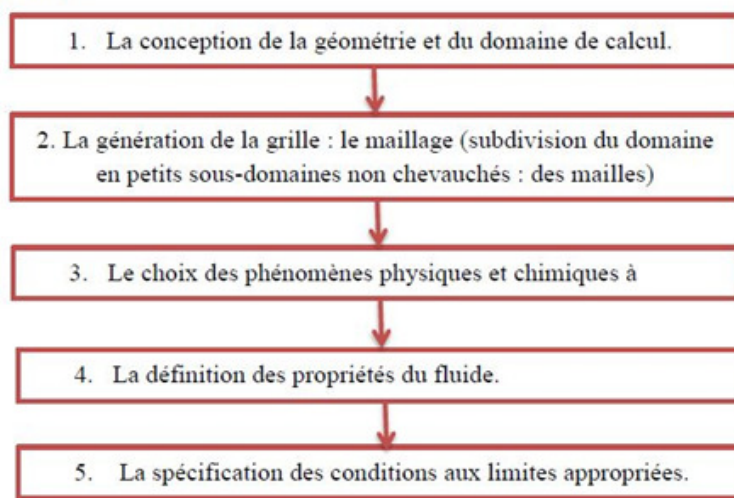 1. La conception de la géométrie et du domaine de calcul.
2. La génération de la grille : le maillage (subdivision du domaine
en petits sous-domaines non chevauchés : des mailles)
3. Le choix des phénomènes physiques et chimiques à
4. La définition des propriétés du fluide.
5. La spécification des conditions aux limites appropriées.